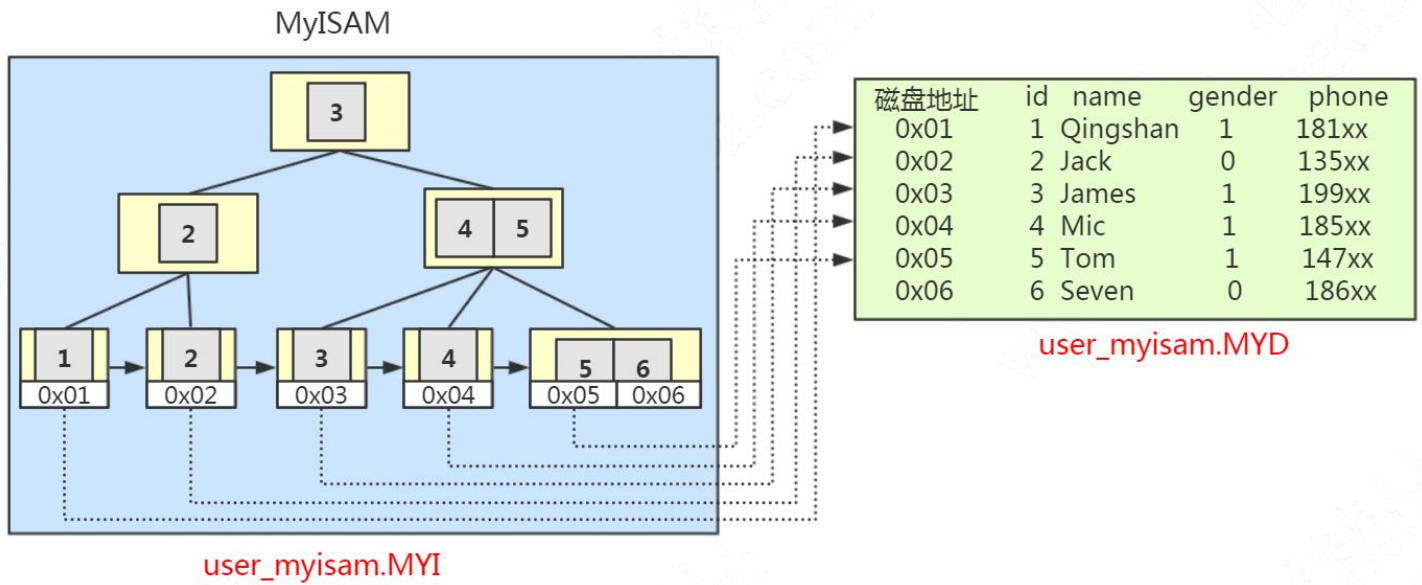 MyISAM
3
2
4 5
1 2 3 4 5 6
0x01 0x02 0x03 0x04 0x05 0x06
user_myisam.MYI
磁盘地址 id name gender phone
0x01 1 Qingshan 1 181xx
0x02 2 Jack 0 135xx
0x03 3 James 1 199xx
0x04 4 Mic 1 185xx
0x05 5 Tom 1 147xx
0x06 6 Seven 0 186xx
user_myisam.MYD